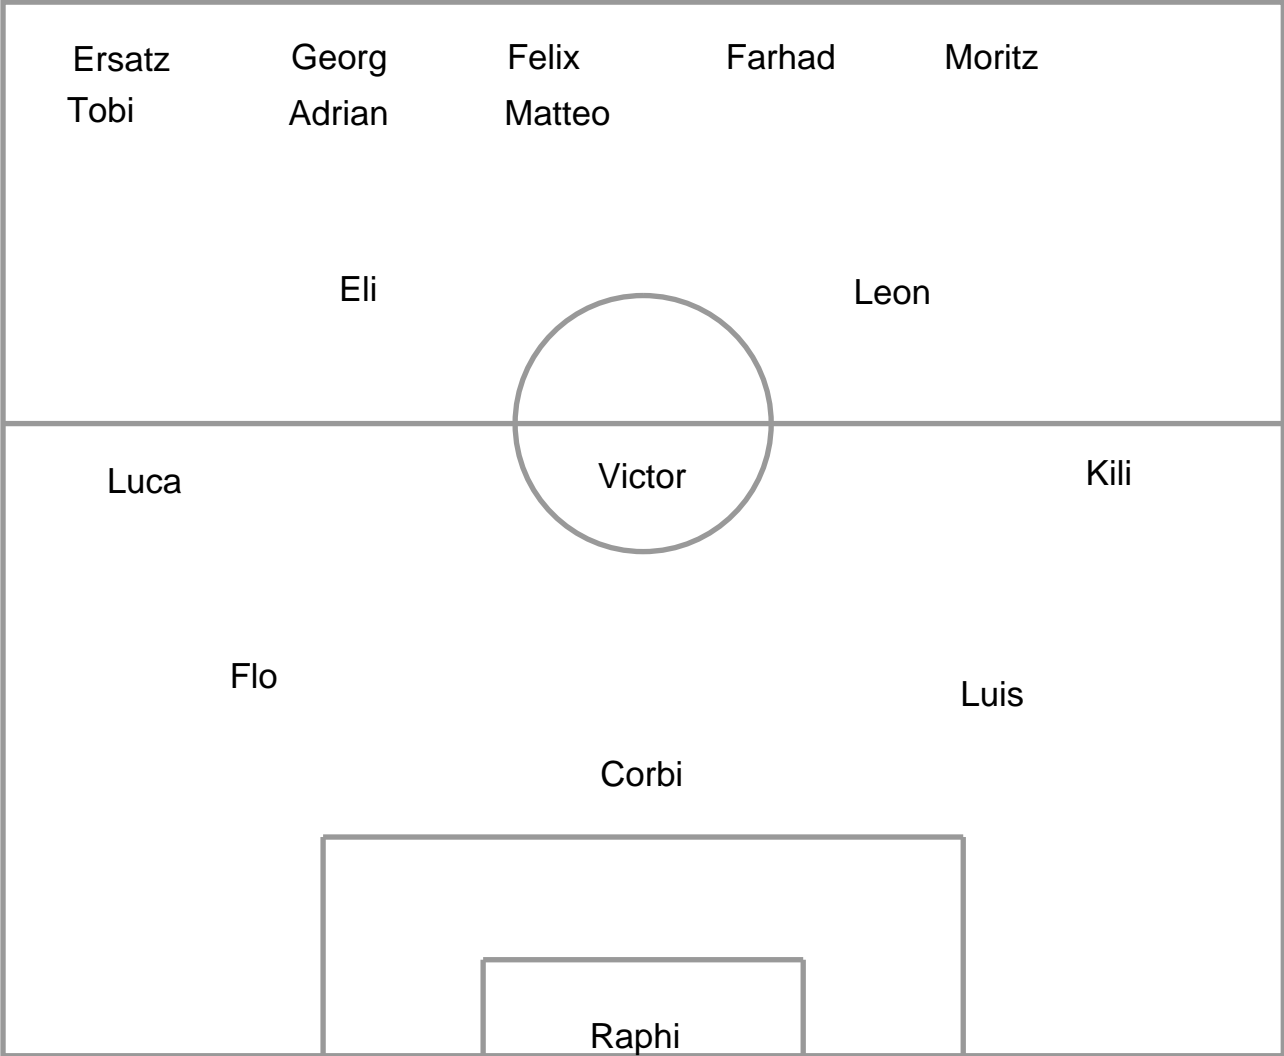 Ersatz Georg Felix Farhad Moritz
Tobi Adrian Matteo
Eli Leon
Luca Victor Kili
Flo Luis
Corbi
Raphi